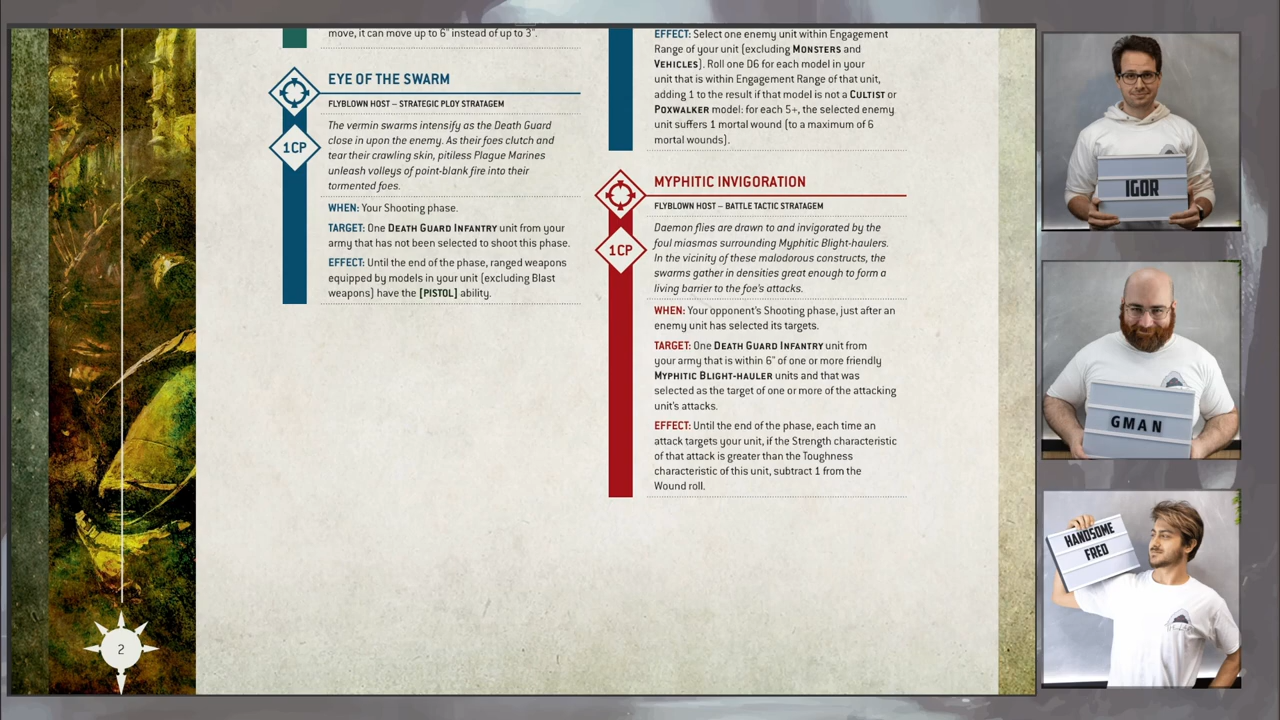 move, it can move up to 6" instead of up to 3".
EYE OF THE SWARM
FLYBLOWN HOST – STRATEGIC PLOY STRATAGEM
1CP
The vermin swarms intensify as the Death Guard
close in upon the enemy. As their foes clutch and
tear their crawling skin, pitiless Plague Marines
unleash volleys of point-blank fire into their
tormented foes.
WHEN: Your Shooting phase.
TARGET: One DEATH GUARD INFANTRY unit from your
army that has not been selected to shoot this phase.
EFFECT: Until the end of the phase, ranged weapons
equipped by models in your unit (excluding Blast
weapons) have the [PISTOL] ability.
2
EFFECT: Select one enemy unit within Engagement
Range of your unit (excluding MONSTERS and
VEHICLES). Roll one D6 for each model in your
unit that is within Engagement Range of that unit,
adding 1 to the result if that model is not a CULTIST or
POXWALKER model: for each 5+, the selected enemy
unit suffers 1 mortal wound (to a maximum of 6
mortal wounds).
MYPHITIC INVIGORATION
FLYBLOWN HOST – BATTLE TACTIC STRATAGEM
1CP
Daemon flies are drawn to and invigorated by the
foul miasmas surrounding Myphitic Blight-haulers.
In the vicinity of these malodorous constructs, the
swarms gather in densities great enough to form a
living barrier to the foe's attacks.
WHEN: Your opponent's Shooting phase, just after an
enemy unit has selected its targets.
TARGET: One DEATH GUARD INFANTRY unit from
your army that is within 6" of one or more friendly
MYPHITIC BLIGHT-HAULER units and that was
selected as the target of one or more of the attacking
unit's attacks.
EFFECT: Until the end of the phase, each time an
attack targets your unit, if the Strength characteristic
of that attack is greater than the Toughness
characteristic of this unit, subtract 1 from the
Wound roll.
IGOR
GMAN
HANDSOME
FRED